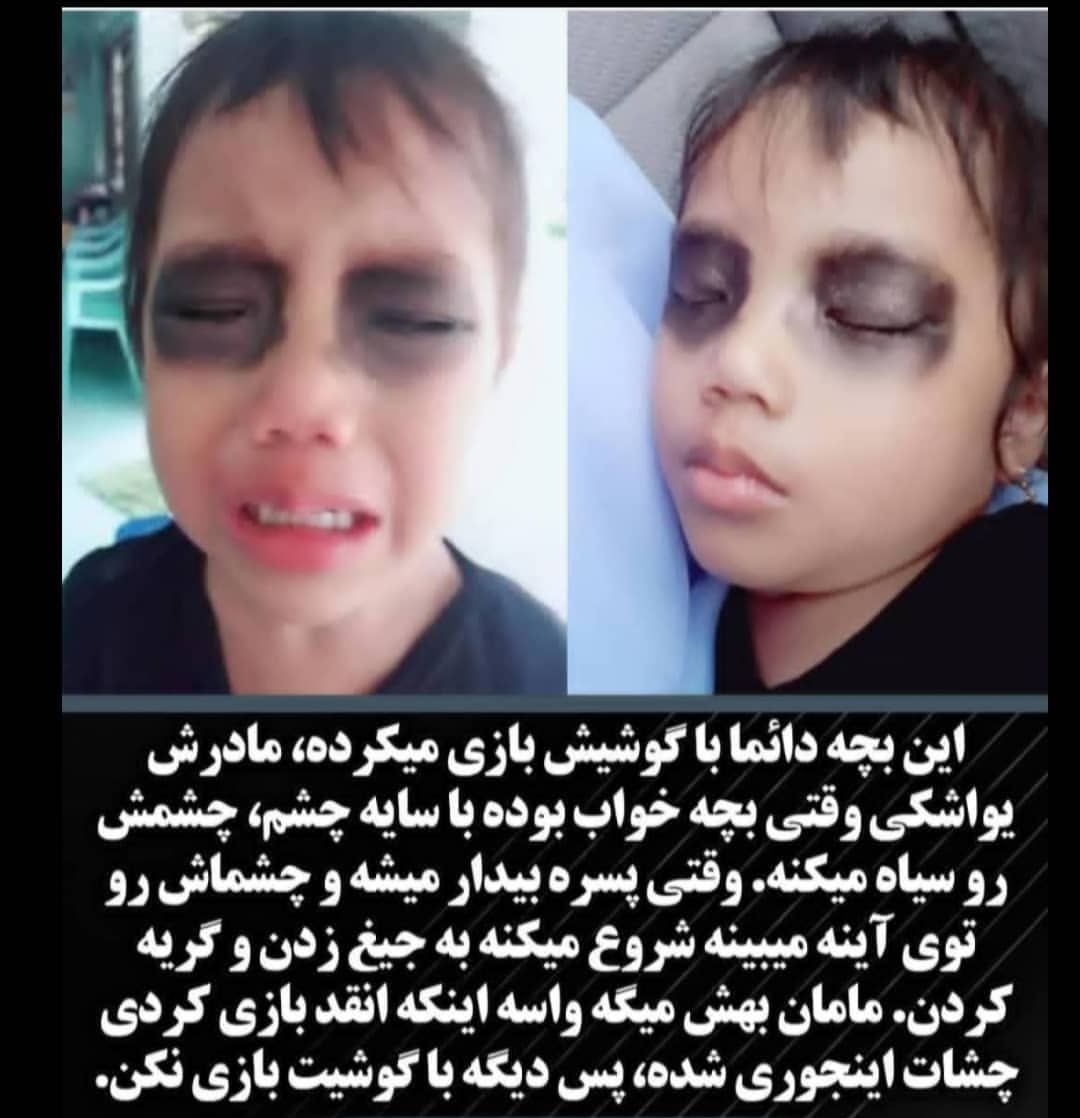 این بچه دائما با گوشیش بازی میکرده، مادرش
یواشکی وقتی بچه خواب بوده با سایه چشم، چشمش
رو سیاه میکنه. وقتی پسره بیدار میشه و چشماش رو
توی آینه میبینه شروع میکنه به جیغ زدن و گریه
کردن. مامان بهش میگه واسه اینکه انقد بازی کردی
چشات اینجوری شده، پس دیگه با گوشیت بازی نکن.